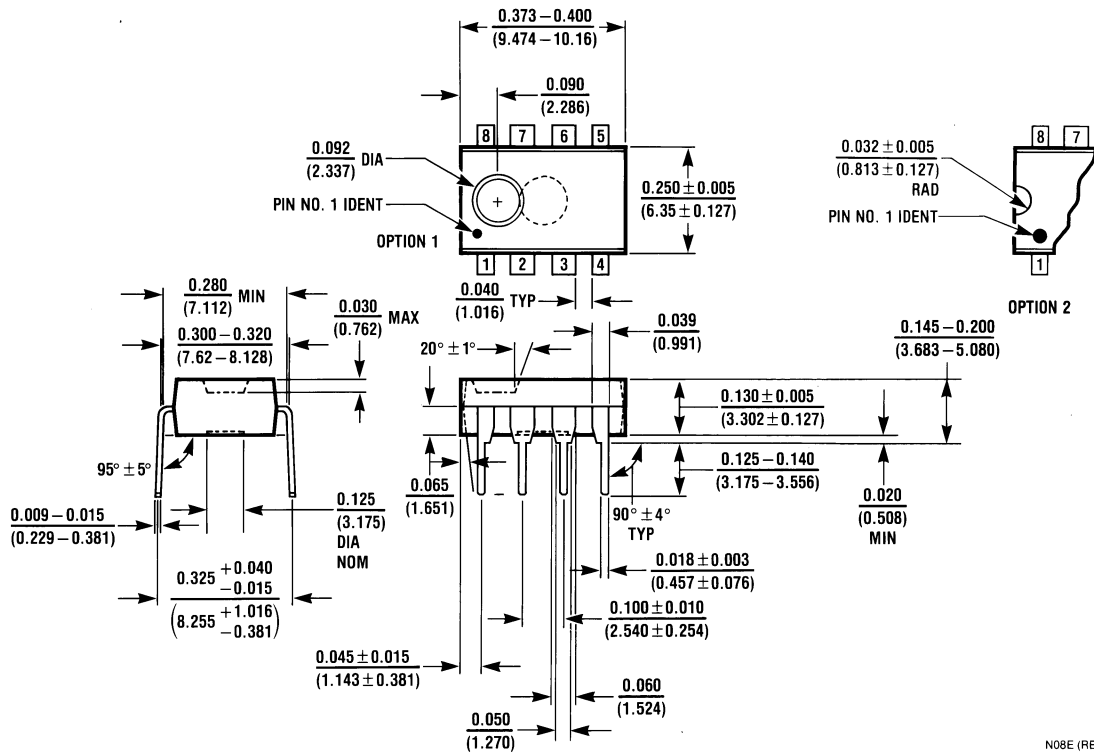 0.373 – 0.400
(9.474 – 10.16)
0.090
(2.286)
8 7 6 5
0.092 DIA
(2.337)
PIN NO. 1 IDENT
OPTION 1
1 2 3 4
0.250 ± 0.005
(6.35 ± 0.127)
8 7
0.032 ± 0.005
(0.813 ± 0.127)
RAD
PIN NO. 1 IDENT
1
OPTION 2
0.280 MIN
(7.112)
0.300 – 0.320
(7.62 – 8.128)
0.030 MAX
(0.762)
0.040 TYP
(1.016)
0.039
(0.991)
0.145 – 0.200
(3.683 – 5.080)
20° ± 1°
0.130 ± 0.005
(3.302 ± 0.127)
95° ± 5°
0.065
(1.651)
0.125 – 0.140
(3.175 – 3.556)
0.020
(0.508)
MIN
90° ± 4°
TYP
0.009 – 0.015
(0.229 – 0.381)
0.125
(3.175)
DIA
NOM
0.018 ± 0.003
(0.457 ± 0.076)
0.325 +0.040
–0.015
(8.255 +1.016
–0.381)
0.100 ± 0.010
(2.540 ± 0.254)
0.045 ± 0.015
(1.143 ± 0.381)
0.060
(1.524)
0.050
(1.270)
N08E (RE